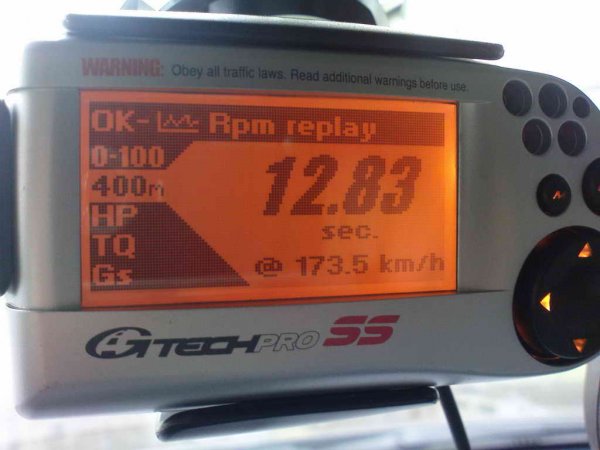 WARNING: Obey all traffic laws. Read additional warnings before use.
OK- Rpm replay
0-100
400m
HP
TQ
Gs
12.83
sec.
@ 173.5 km/h
GTECHPRO SS